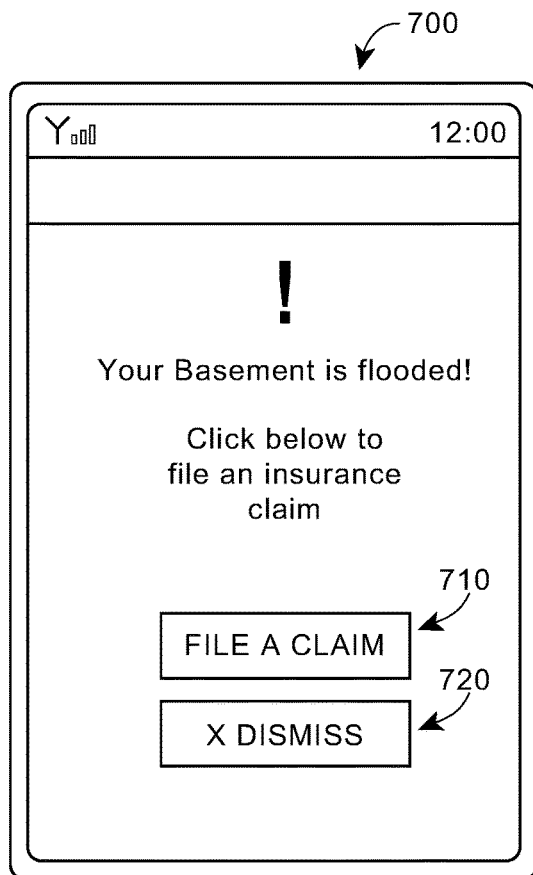 700
12:00
!
Your Basement is flooded!
Click below to
file an insurance
claim
710
FILE A CLAIM
720
X DISMISS